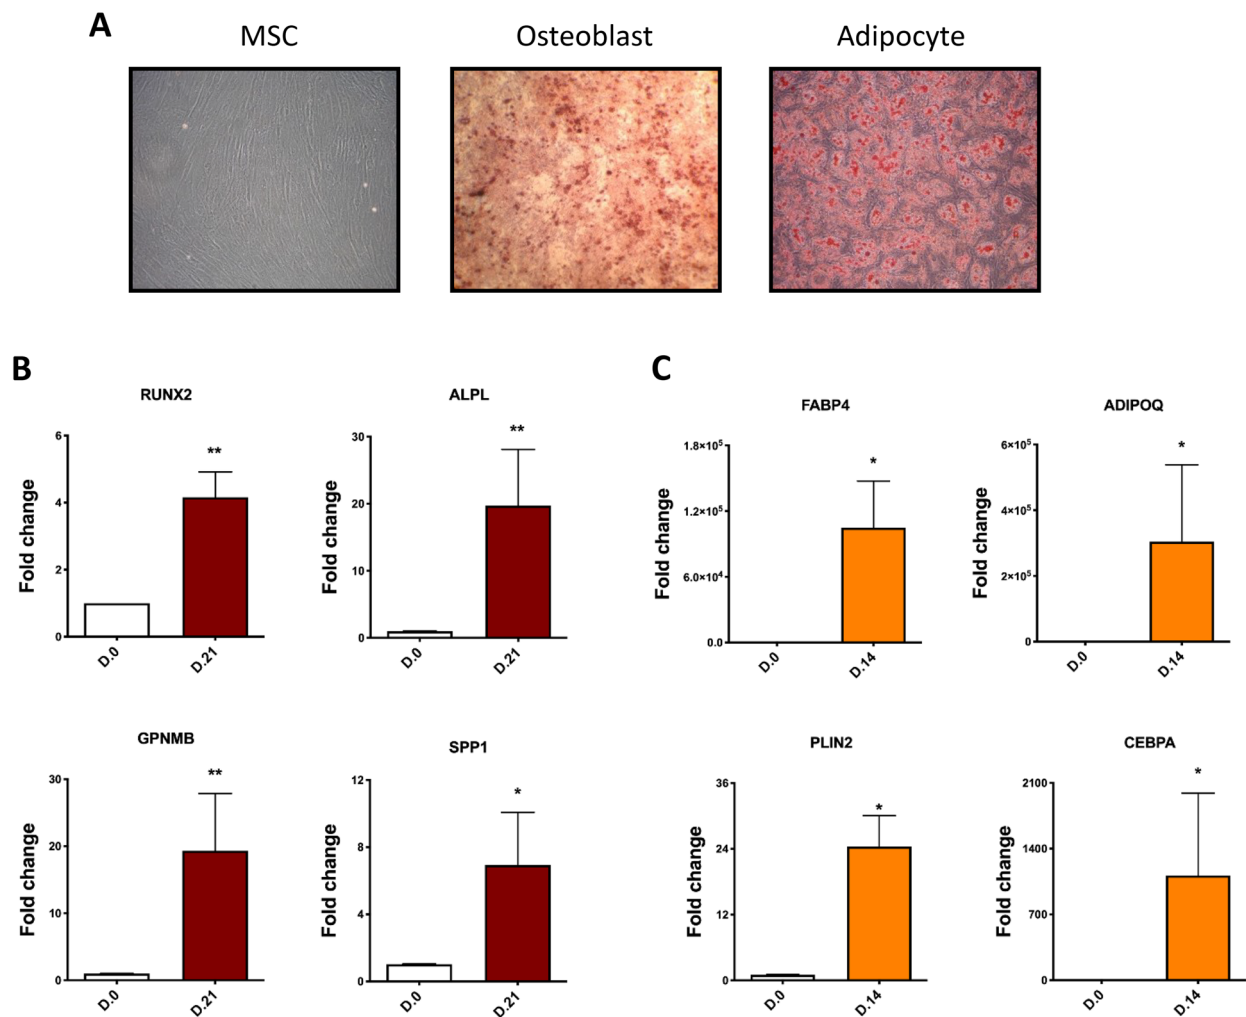 A
MSC
Osteoblast
Adipocyte
B
RUNX2
Fold change
6
4
2
0
**
D.0
D.21
ALPL
Fold change
30
20
10
0
**
D.0
D.21
GPNMB
Fold change
30
20
10
0
**
D.0
D.21
SPP1
Fold change
12
8
4
0
*
D.0
D.21
C
FABP4
Fold change
1.8×10⁵
1.2×10⁵
6.0×10⁴
0.0
*
D.0
D.14
ADIPOQ
Fold change
6×10⁵
4×10⁵
2×10⁵
0
*
D.0
D.14
PLIN2
Fold change
36
24
12
0
*
D.0
D.14
CEBPA
Fold change
2100
1400
700
0
*
D.0
D.14